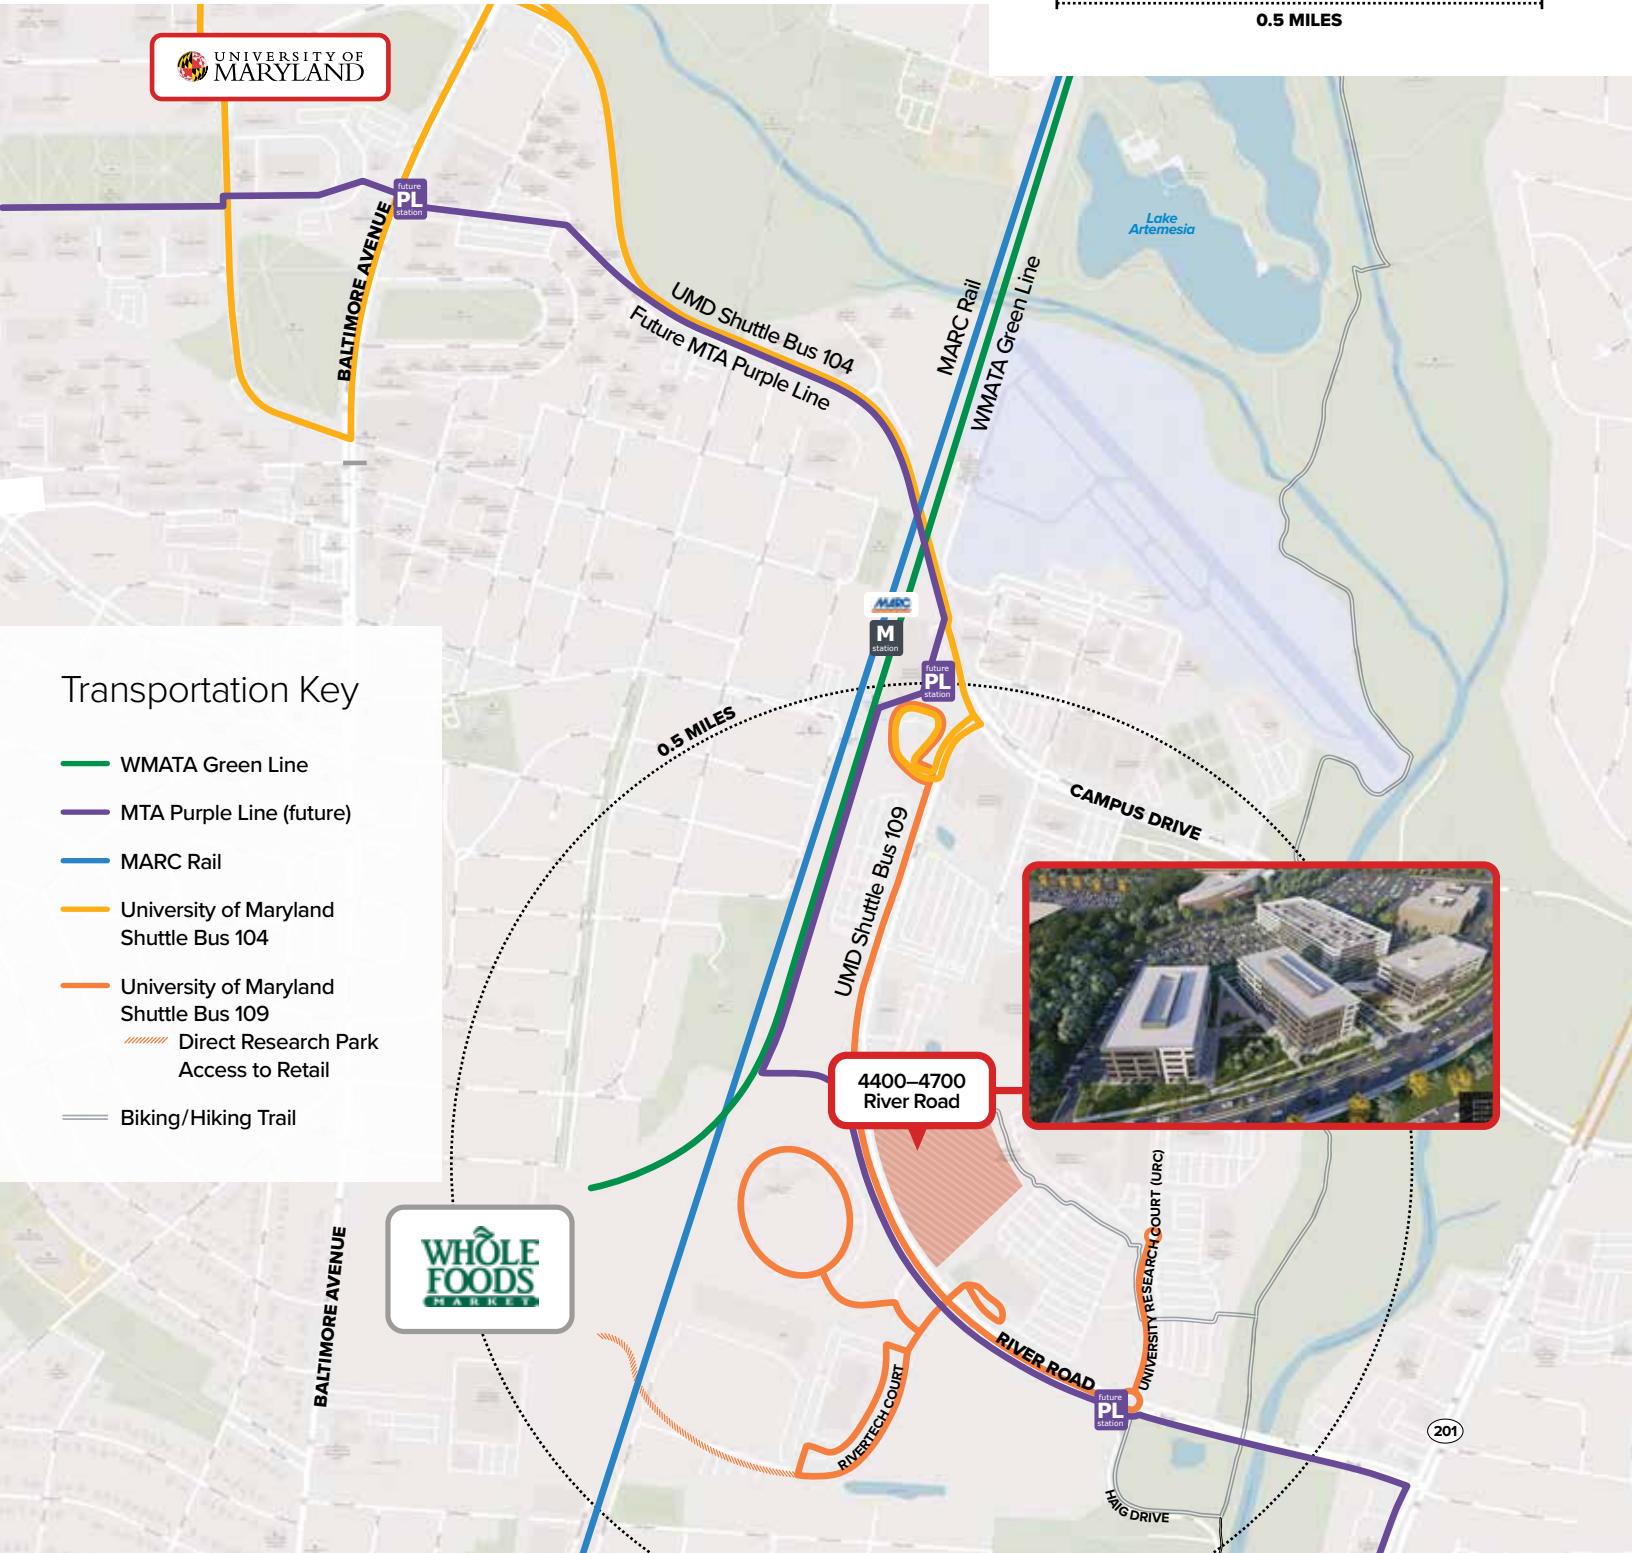 0.5 MILES
UNIVERSITY OF
MARYLAND
future
PL
station
BALTIMORE AVENUE
Lake
Artemesia
UMD Shuttle Bus 104
Future MTA Purple Line
MARC Rail
WMATA Green Line
MARC
M
station
future
PL
station
0.5 MILES
CAMPUS DRIVE
UMD Shuttle Bus 109
Transportation Key
WMATA Green Line
MTA Purple Line (future)
MARC Rail
University of Maryland
Shuttle Bus 104
University of Maryland
Shuttle Bus 109
Direct Research Park
Access to Retail
Biking/Hiking Trail
4400–4700
River Road
WHOLE
FOODS
MARKET
BALTIMORE AVENUE
UNIVERSITY RESEARCH COURT (URC)
RIVER ROAD
RIVERTECH COURT
future
PL
station
201
HAIG DRIVE